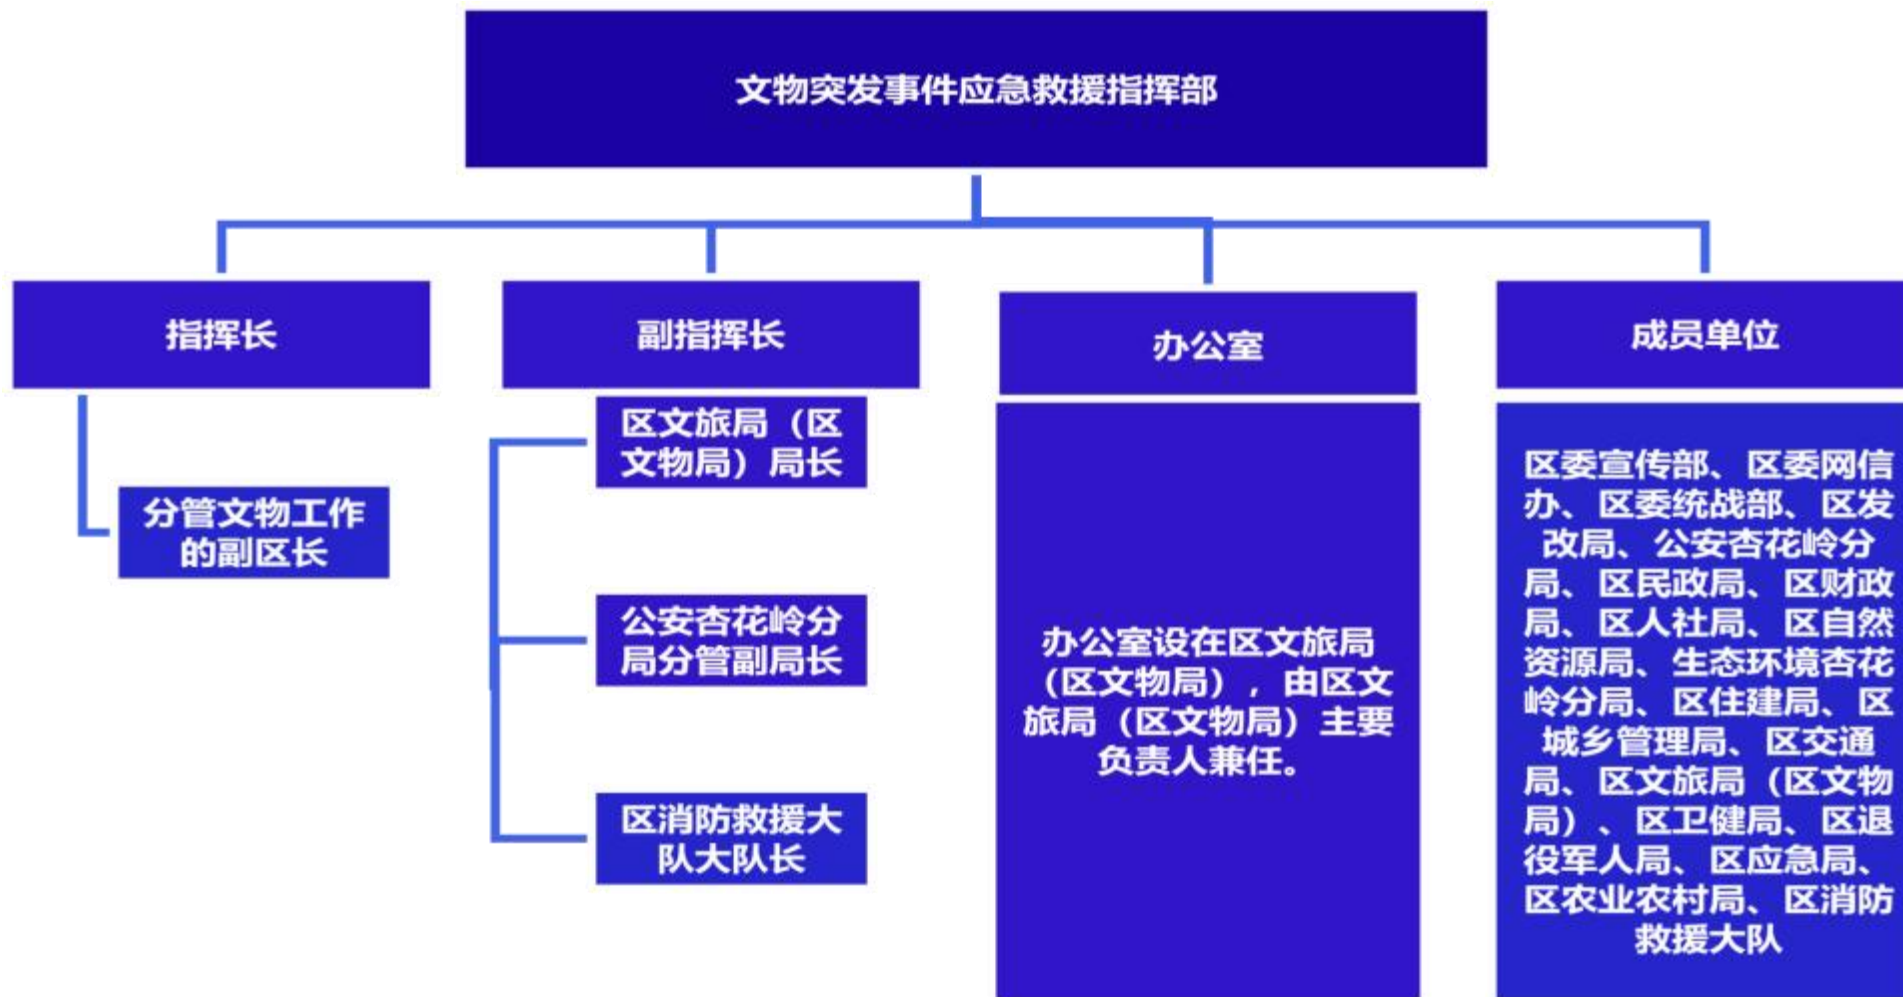 文物突发事件应急救援指挥部
指挥长
分管文物工作
的副区长
副指挥长
区文旅局（区
文物局）局长
公安杏花岭分
局分管副局长
区消防救援大
队大队长
办公室
办公室设在区文旅局
（区文物局），由区文
旅局（区文物局）主要
负责人兼任。
成员单位
区委宣传部、区委网信
办、区委统战部、区发
改局、公安杏花岭分
局、区民政局、区财政
局、区人社局、区自然
资源局、生态环境杏花
岭分局、区住建局、区
城乡管理局、区交通
局、区文旅局（区文物
局）、区卫健局、区退
役军人局、区应急局、
区农业农村局、区消防
救援大队